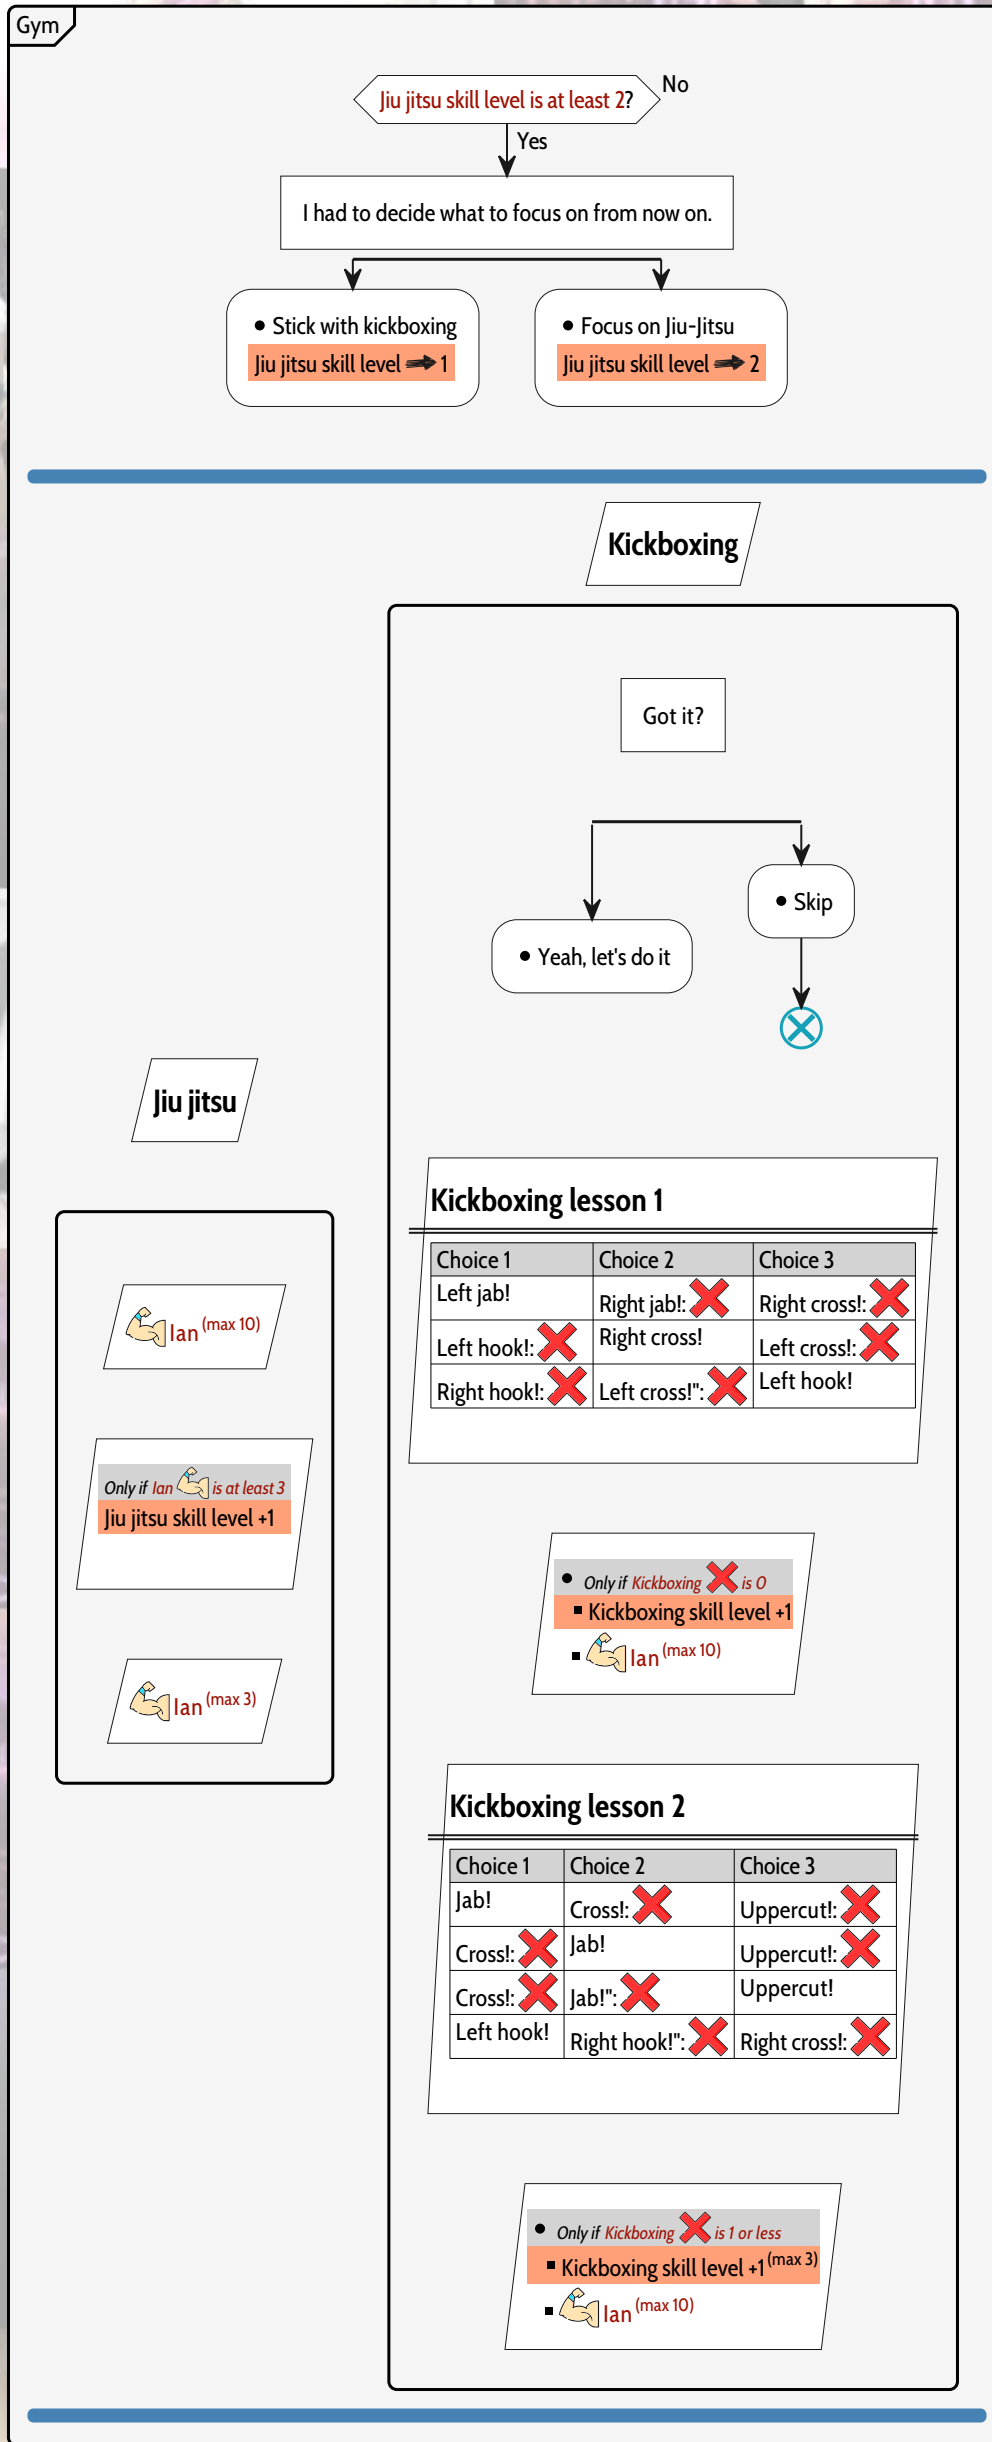 Gym
Jiu jitsu skill level is at least 2?
No
Yes
I had to decide what to focus on from now on.
Stick with kickboxing
Jiu jitsu skill level 1
Focus on Jiu-Jitsu
Jiu jitsu skill level 2
Kickboxing
Got it?
Skip
Yeah, let's do it
Jiu jitsu
Ian (max 10)
Only if Ian is at least 3
Jiu jitsu skill level +1
Ian (max 3)
Kickboxing lesson 1
Choice 1 Choice 2 Choice 3
Left jab! Right jab!: Right cross!:
Left hook!: Right cross! Left cross!:
Right hook!: Left cross!": Left hook!
Only if Kickboxing is 0
Kickboxing skill level +1
Ian (max 10)
Kickboxing lesson 2
Choice 1 Choice 2 Choice 3
Jab! Cross!: Uppercut!:
Cross!: Jab! Uppercut!:
Cross!: Jab!": Uppercut!
Left hook! Right hook!": Right cross!:
Only if Kickboxing is 1 or less
Kickboxing skill level +1 (max 3)
Ian (max 10)